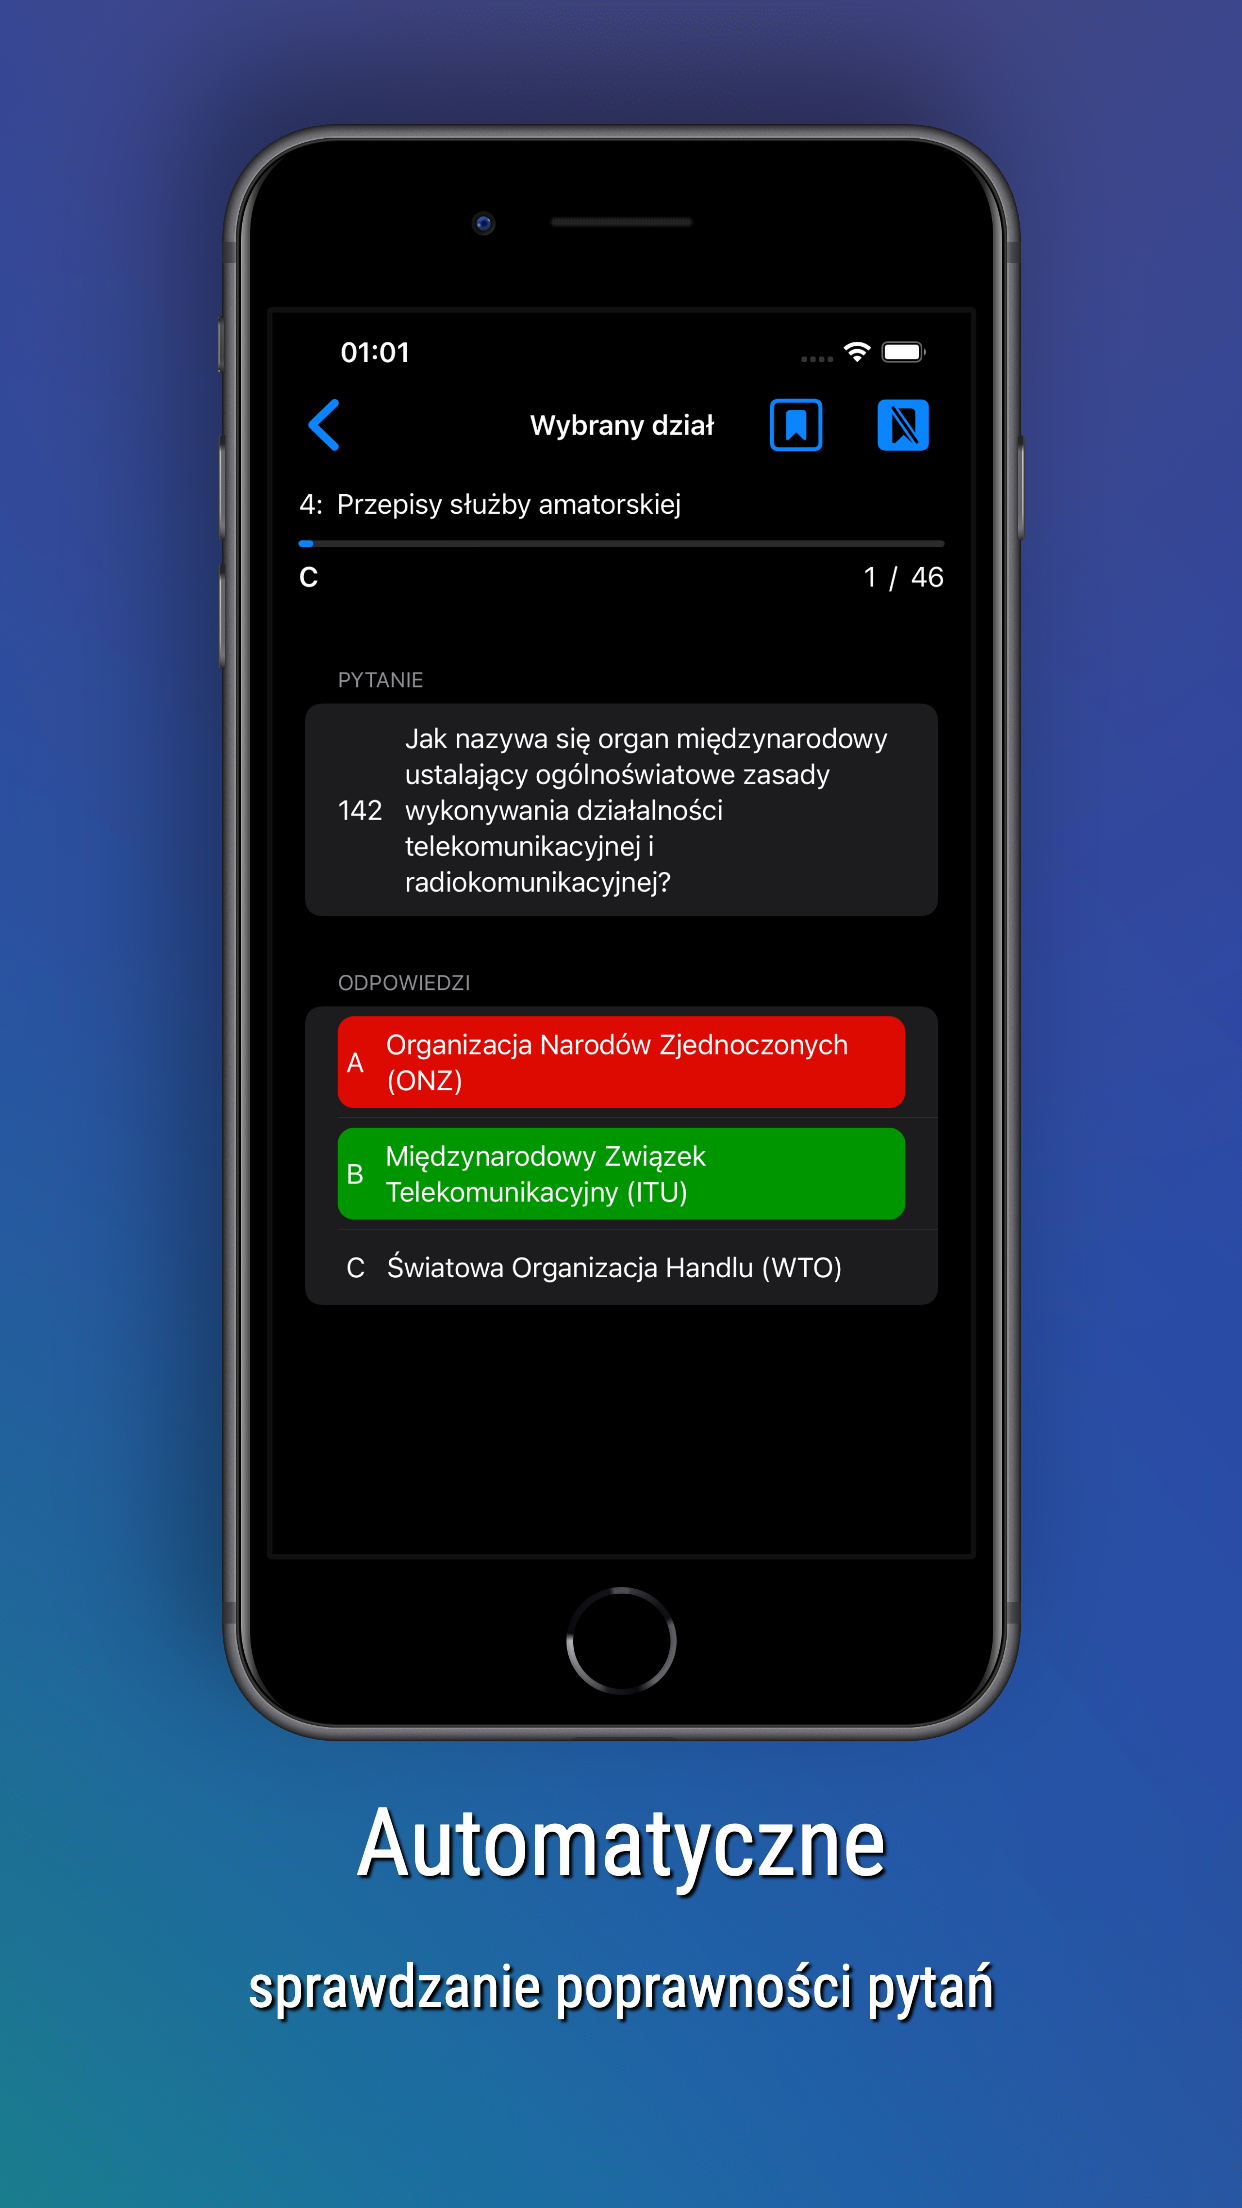 01:01
Wybrany dział
4: Przepisy służby amatorskiej
C 1 / 46
PYTANIE
142
Jak nazywa się organ międzynarodowy
ustalający ogólnoświatowe zasady
wykonywania działalności
telekomunikacyjnej i
radiokomunikacyjnej?
ODPOWIEDZI
A
Organizacja Narodów Zjednoczonych
(ONZ)
B
Międzynarodowy Związek
Telekomunikacyjny (ITU)
C Światowa Organizacja Handlu (WTO)
Automatyczne
sprawdzanie poprawności pytań